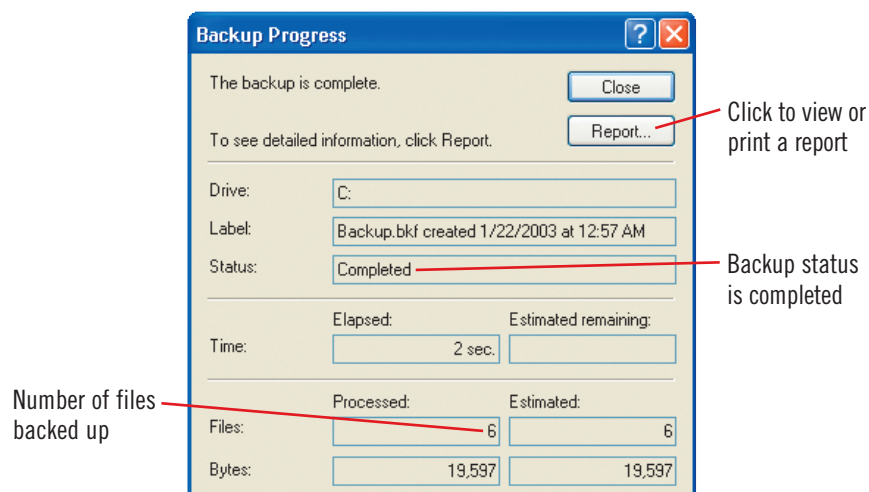 Backup Progress
?
The backup is complete.
Close
Click to view or
print a report
To see detailed information, click Report.
Report...
Drive:
C:
Label:
Backup.bkf created 1/22/2003 at 12:57 AM
Status:
Completed
Backup status
is completed
Elapsed:
Estimated remaining:
Time:
2 sec.
Number of files
backed up
Processed:
Estimated:
Files:
6
6
Bytes:
19,597
19,597